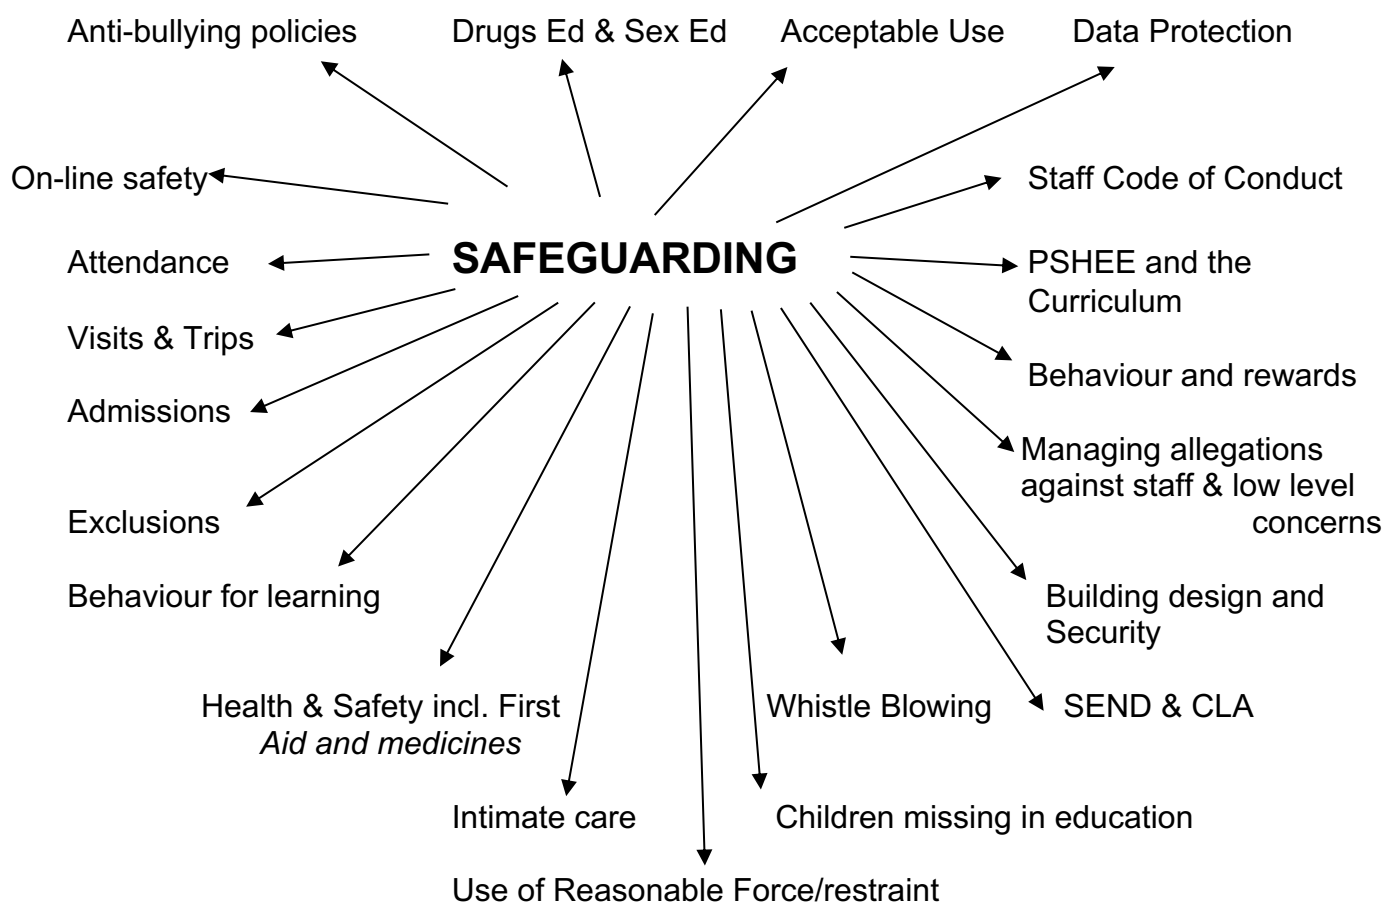 Anti-bullying policies
Drugs Ed & Sex Ed
Acceptable Use
Data Protection
On-line safety
Staff Code of Conduct
SAFEGUARDING
Attendance
PSHEE and the
Curriculum
Visits & Trips
Behaviour and rewards
Admissions
Managing allegations
against staff & low level
concerns
Exclusions
Behaviour for learning
Building design and
Security
Health & Safety incl. First
Aid and medicines
Whistle Blowing
SEND & CLA
Intimate care
Children missing in education
Use of Reasonable Force/restraint